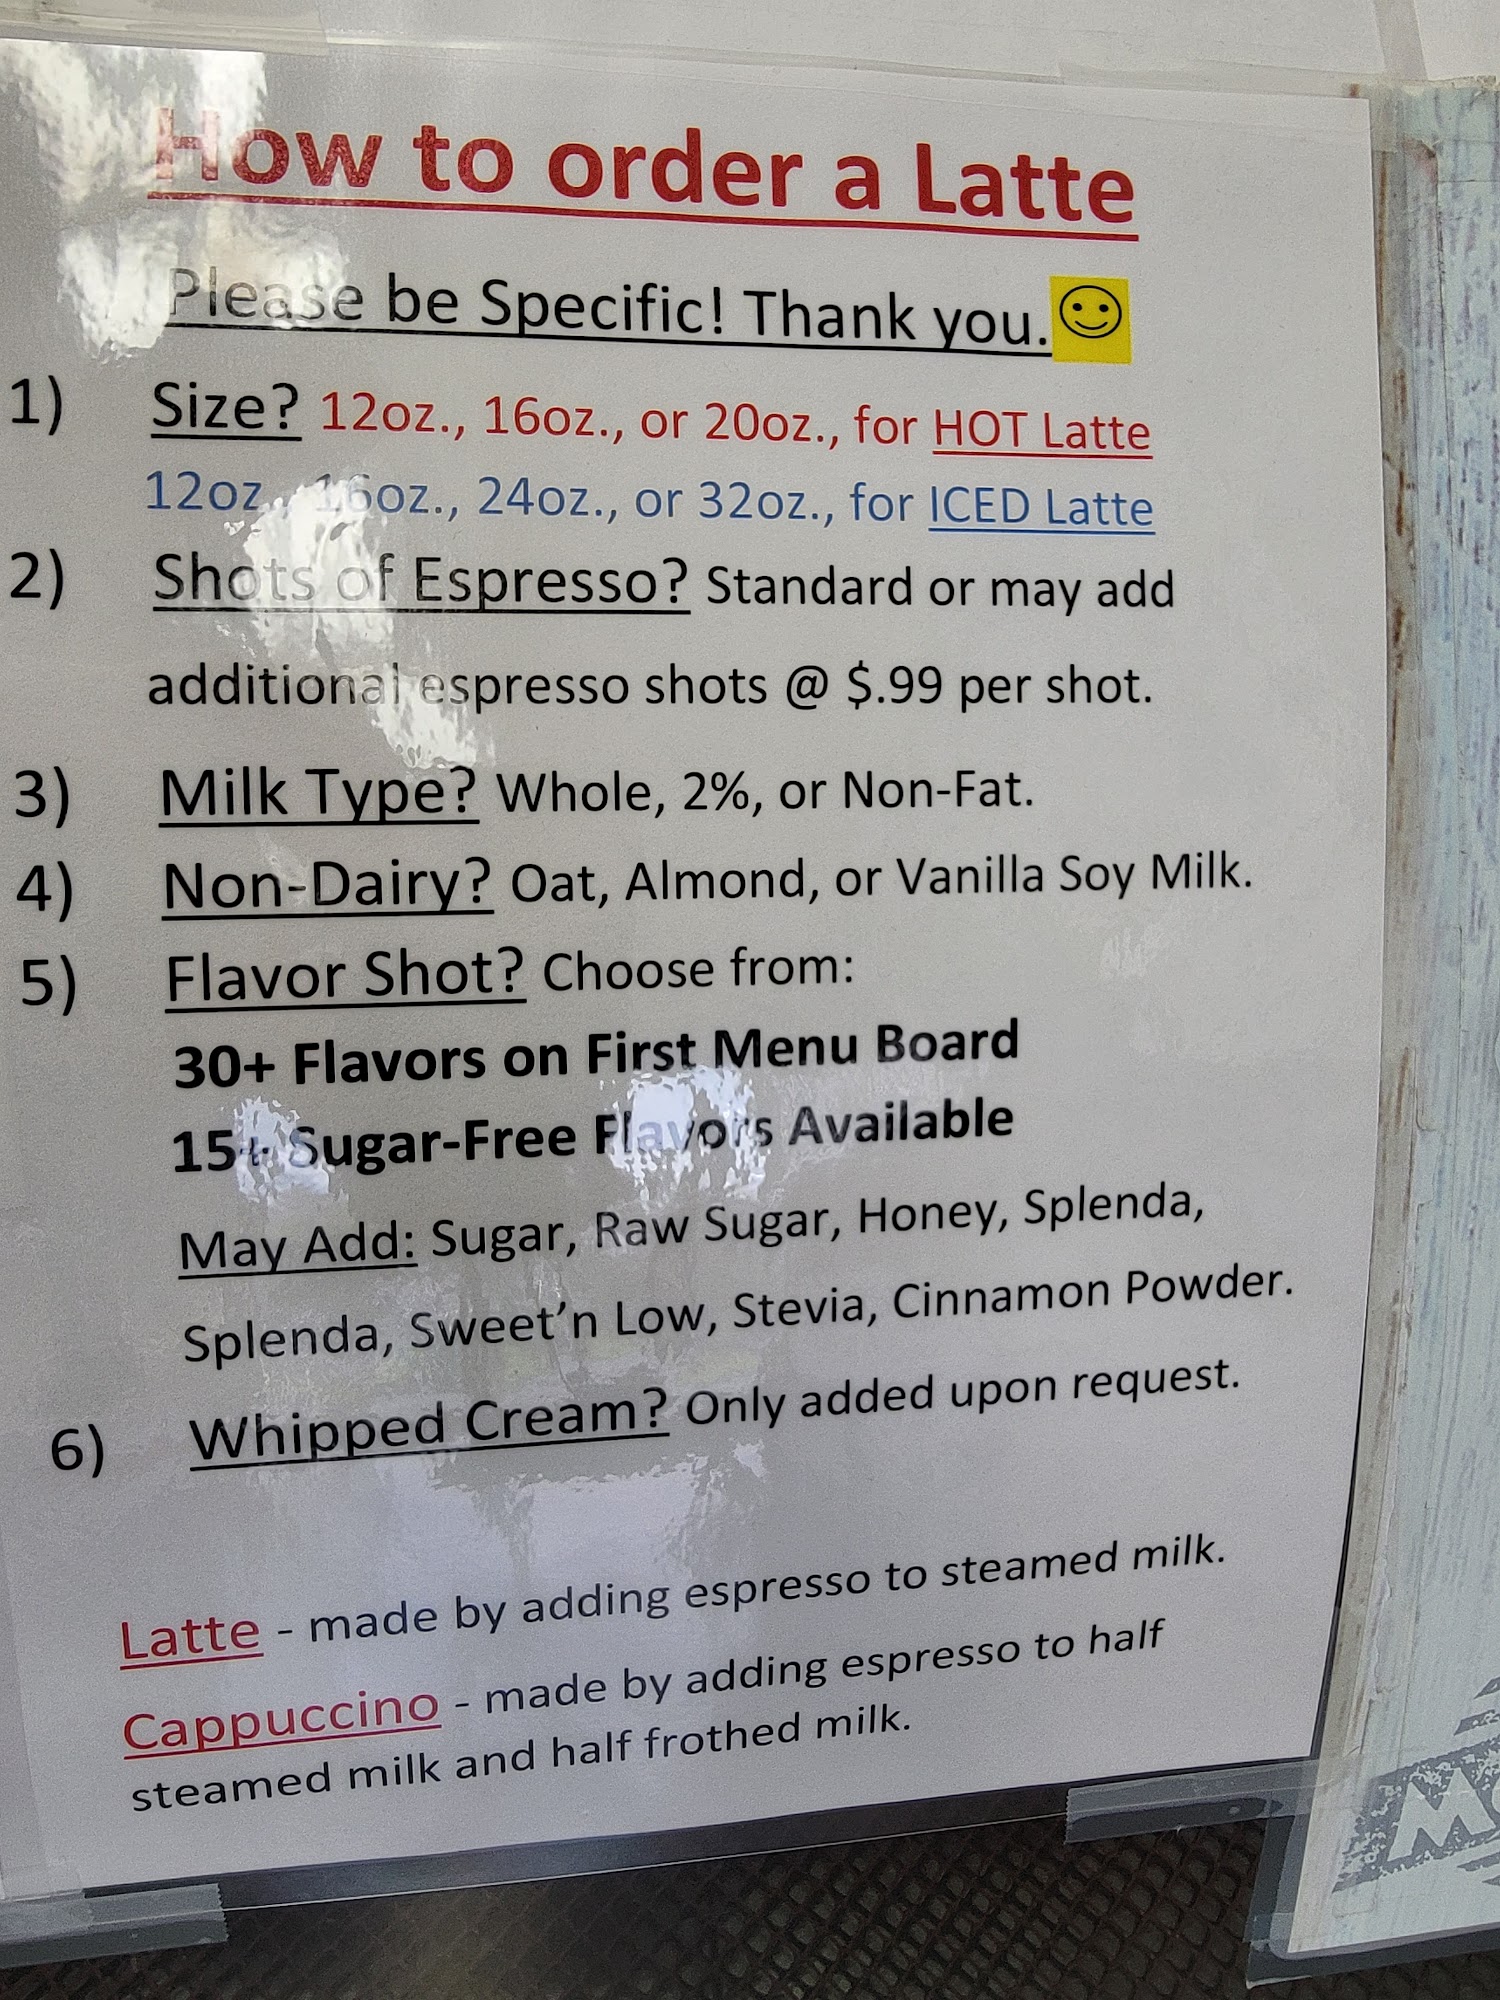 How to order a Latte
Please be Specific! Thank you.
1) Size? 12oz., 16oz., or 20oz., for HOT Latte
12oz., 16oz., 24oz., or 32oz., for ICED Latte
2) Shots of Espresso? Standard or may add
additional espresso shots @ $.99 per shot.
3) Milk Type? Whole, 2%, or Non-Fat.
4) Non-Dairy? Oat, Almond, or Vanilla Soy Milk.
5) Flavor Shot? Choose from:
30+ Flavors on First Menu Board
15+ Sugar-Free Flavors Available
May Add: Sugar, Raw Sugar, Honey, Splenda,
Splenda, Sweet'n Low, Stevia, Cinnamon Powder.
6) Whipped Cream? Only added upon request.
Latte - made by adding espresso to steamed milk.
Cappuccino - made by adding espresso to half
steamed milk and half frothed milk.